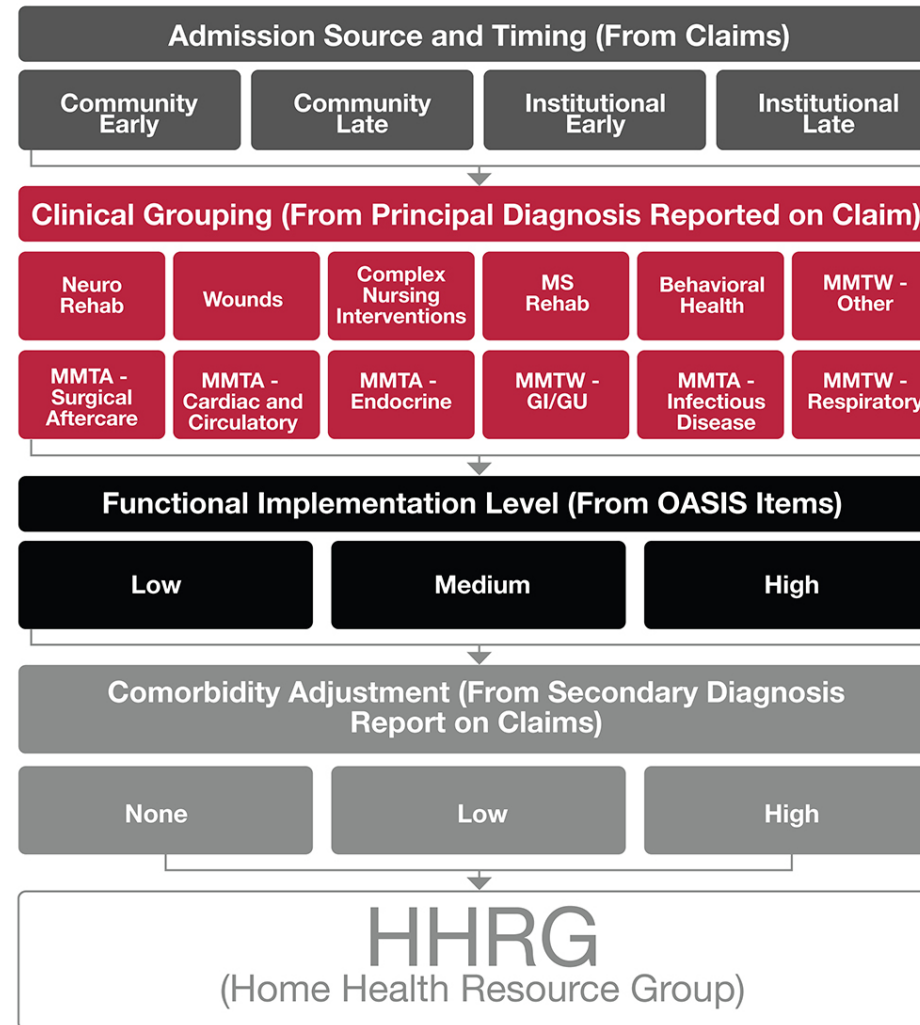 Admission Source and Timing (From Claims)
Community
Early
Community
Late
Institutional
Early
Institutional
Late
Clinical Grouping (From Principal Diagnosis Reported on Claim)
Neuro
Rehab
Wounds
Complex
Nursing
Interventions
MS
Rehab
Behavioral
Health
MMTW -
Other
MMTA -
Surgical
Aftercare
MMTA -
Cardiac and
Circulatory
MMTA -
Endocrine
MMTW -
GI/GU
MMTA -
Infectious
Disease
MMTW -
Respiratory
Functional Implementation Level (From OASIS Items)
Low
Medium
High
Comorbidity Adjustment (From Secondary Diagnosis
Report on Claims)
None
Low
High
HHRG
(Home Health Resource Group)